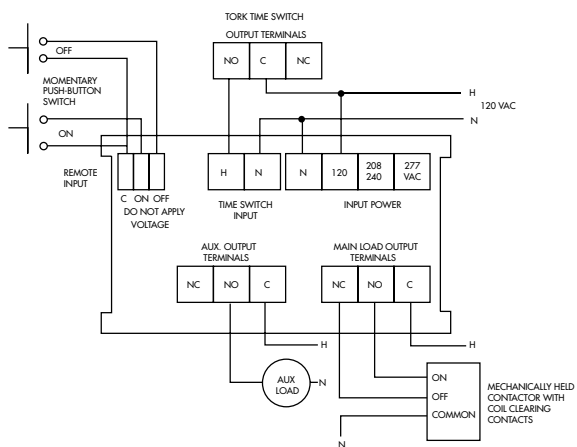 TORK TIME SWITCH
OUTPUT TERMINALS
NO C NC
OFF
MOMENTARY
PUSH-BUTTON
SWITCH
ON
H
120 VAC
N
REMOTE
INPUT
C ON OFF
DO NOT APPLY
VOLTAGE
H N
TIME SWITCH
INPUT
N 120 208 277
240 VAC
INPUT POWER
AUX. OUTPUT
TERMINALS
NC NO C
MAIN LOAD OUTPUT
TERMINALS
NC NO C
H
H
AUX
LOAD
N
ON
OFF
COMMON
N
MECHANICALLY HELD
CONTACTOR WITH
COIL CLEARING
CONTACTS